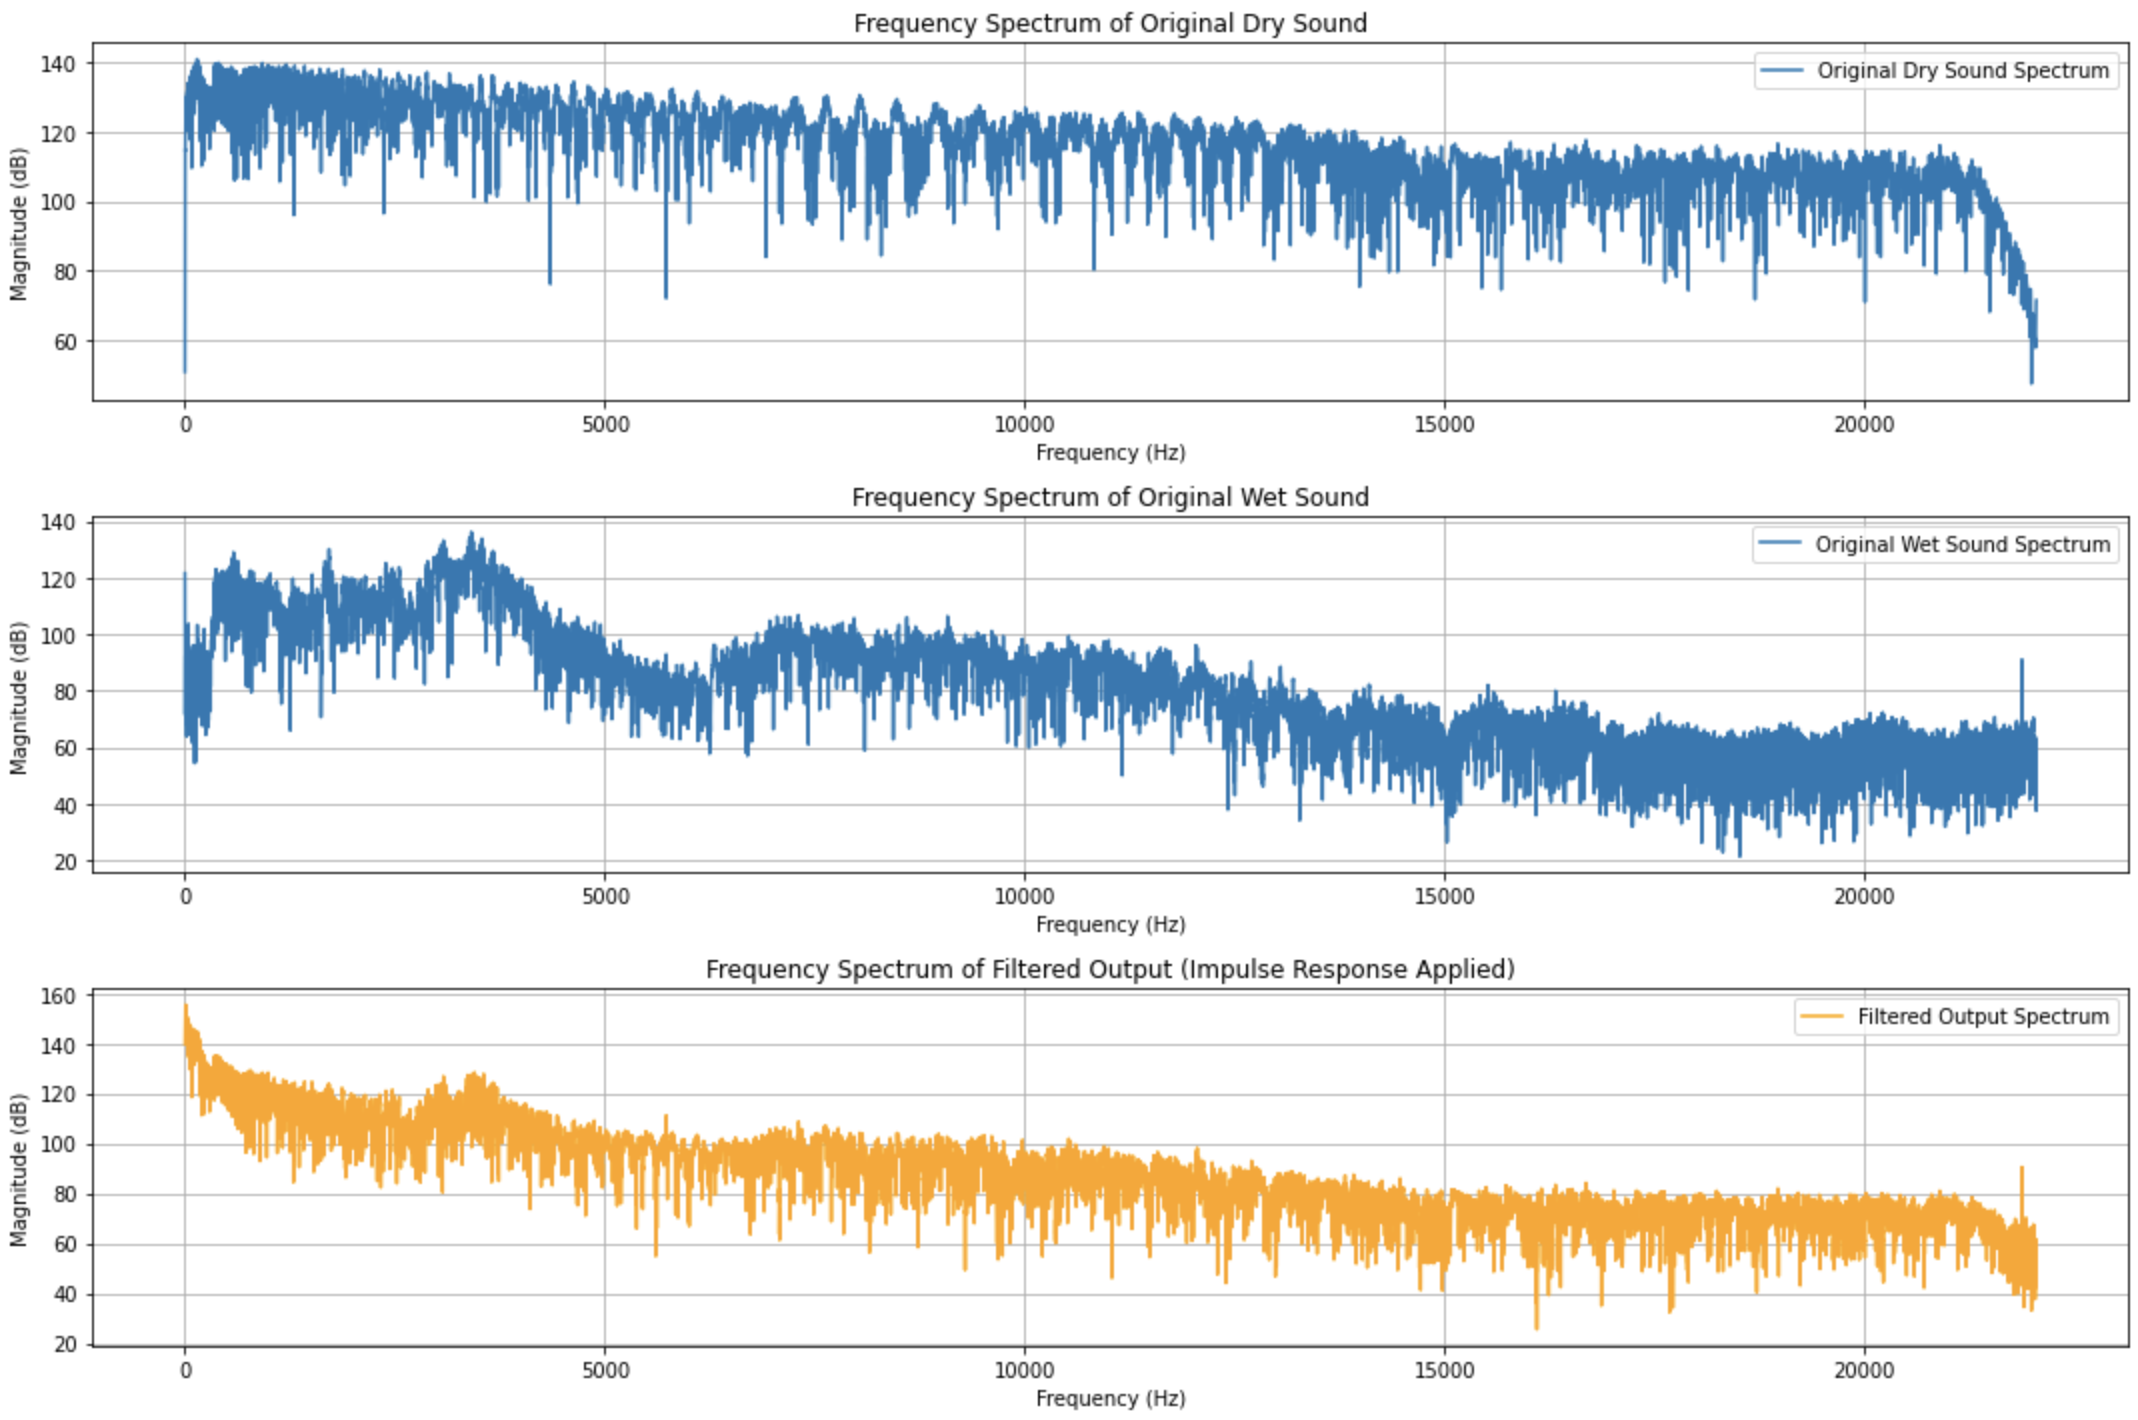 Frequency Spectrum of Original Dry Sound
Original Dry Sound Spectrum
Magnitude (dB)
140
120
100
80
60
0 5000 10000 15000 20000
Frequency (Hz)
Frequency Spectrum of Original Wet Sound
Original Wet Sound Spectrum
Magnitude (dB)
140
120
100
80
60
40
20
0 5000 10000 15000 20000
Frequency (Hz)
Frequency Spectrum of Filtered Output (Impulse Response Applied)
Filtered Output Spectrum
Magnitude (dB)
160
140
120
100
80
60
40
20
0 5000 10000 15000 20000
Frequency (Hz)